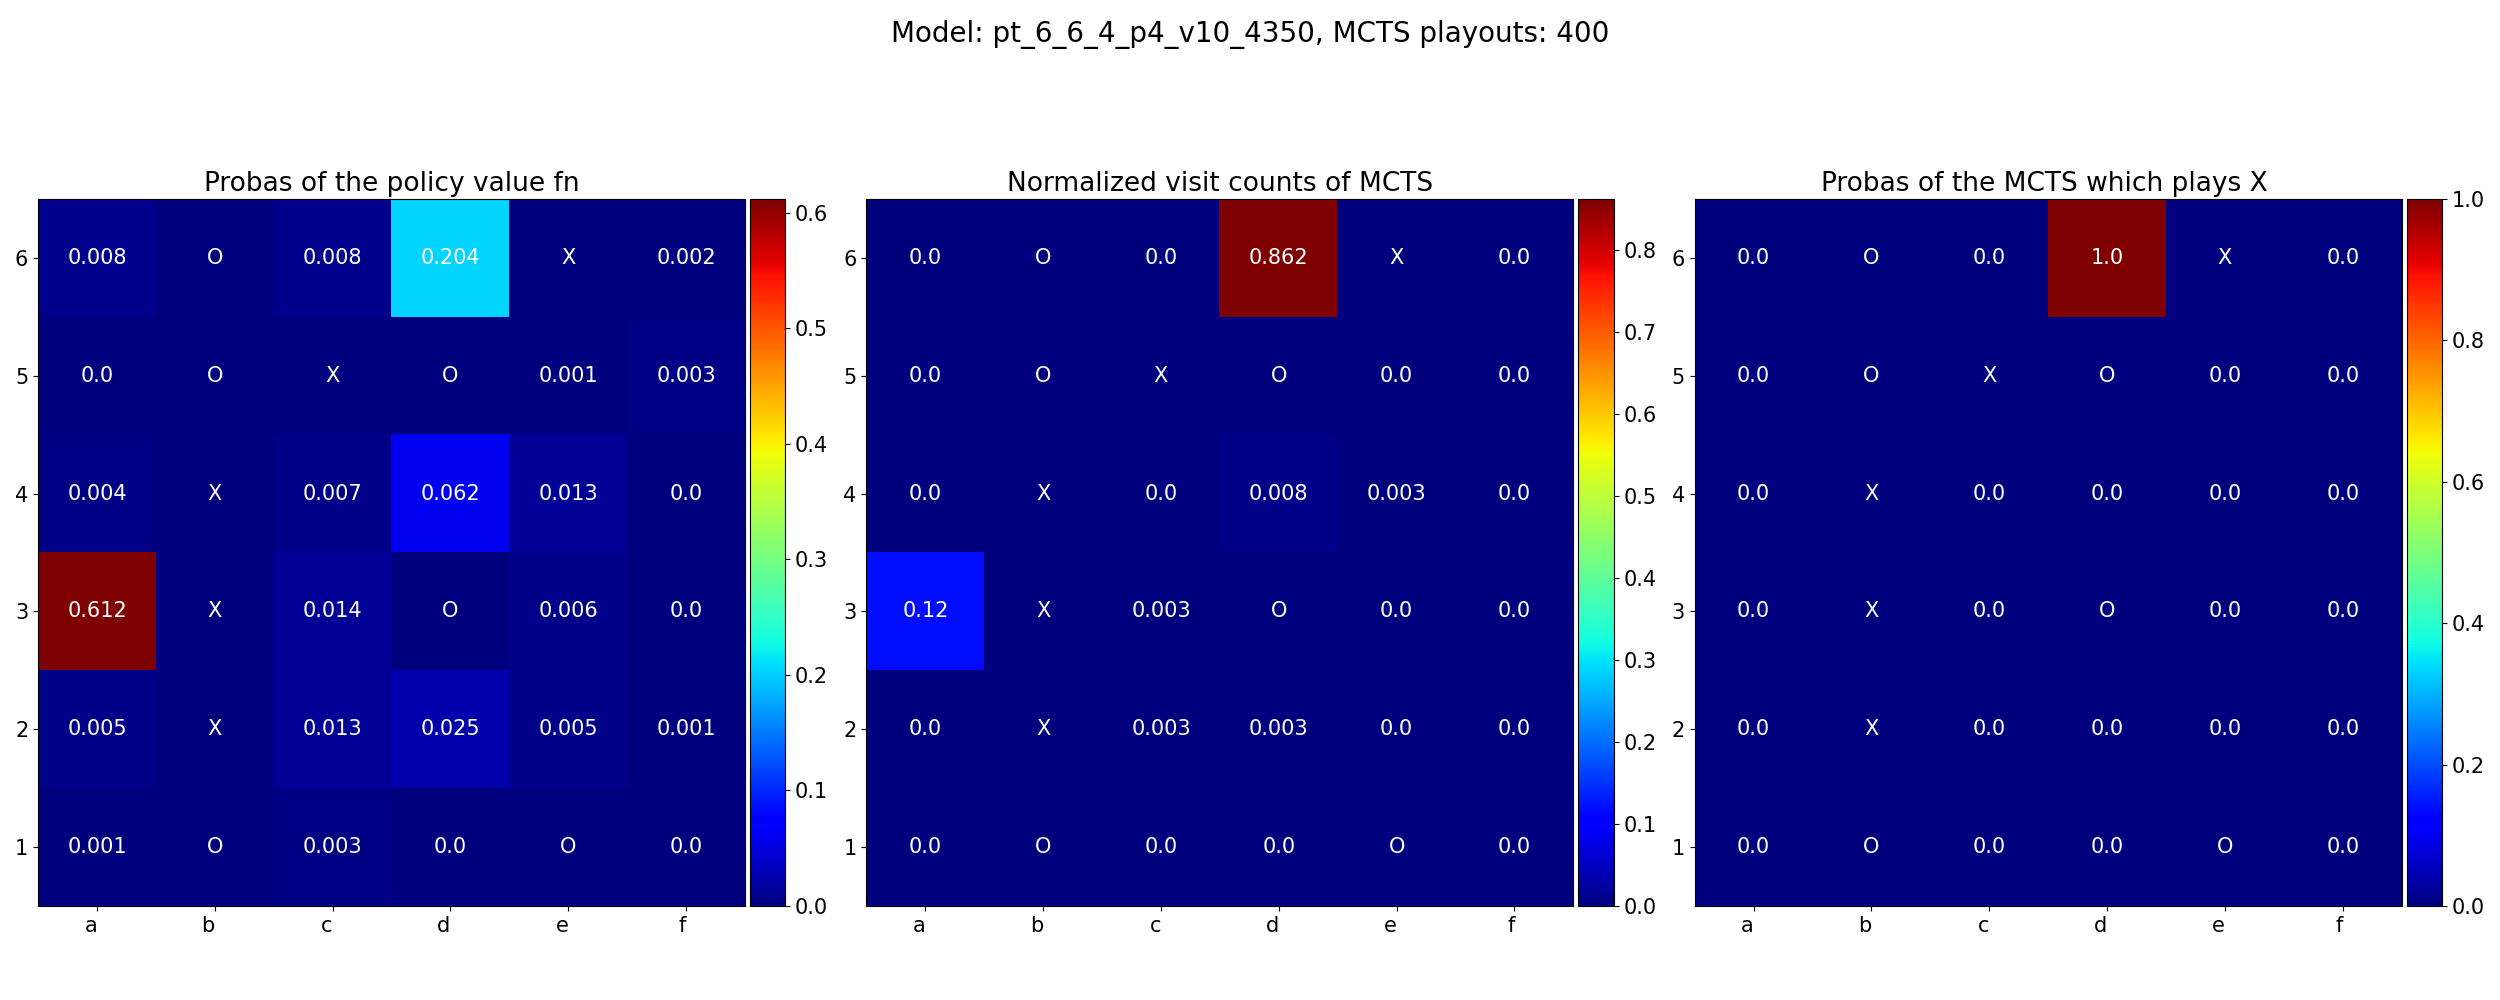 Model: pt_6_6_4_p4_v10_4350, MCTS playouts: 400
Probas of the policy value fn
6 0.008 O 0.008 0.204 X 0.002
5 0.0 O X O 0.001 0.003
4 0.004 X 0.007 0.062 0.013 0.0
3 0.612 X 0.014 O 0.006 0.0
2 0.005 X 0.013 0.025 0.005 0.001
1 0.001 O 0.003 0.0 O 0.0
a b c d e f
0.6
0.5
0.4
0.3
0.2
0.1
0.0
Normalized visit counts of MCTS
6 0.0 O 0.0 0.862 X 0.0
5 0.0 O X O 0.0 0.0
4 0.0 X 0.0 0.008 0.003 0.0
3 0.12 X 0.003 O 0.0 0.0
2 0.0 X 0.003 0.003 0.0 0.0
1 0.0 O 0.0 0.0 O 0.0
a b c d e f
0.8
0.7
0.6
0.5
0.4
0.3
0.2
0.1
0.0
Probas of the MCTS which plays X
6 0.0 O 0.0 1.0 X 0.0
5 0.0 O X O 0.0 0.0
4 0.0 X 0.0 0.0 0.0 0.0
3 0.0 X 0.0 O 0.0 0.0
2 0.0 X 0.0 0.0 0.0 0.0
1 0.0 O 0.0 0.0 O 0.0
a b c d e f
1.0
0.8
0.6
0.4
0.2
0.0